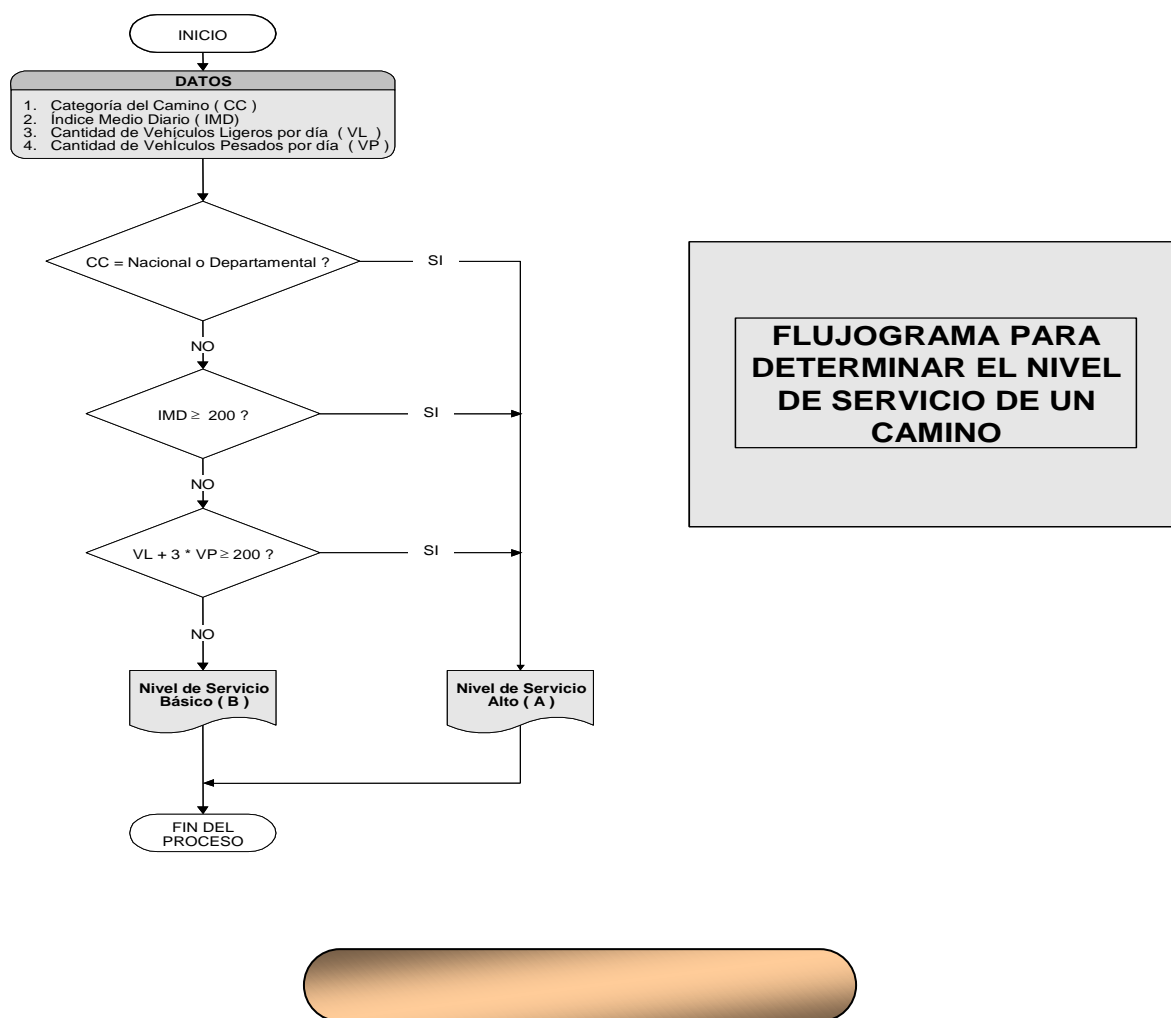 INICIO
DATOS
1. Categoría del Camino ( CC )
2. Índice Medio Diario ( IMD)
3. Cantidad de Vehículos Ligeros por día ( VL )
4. Cantidad de Vehículos Pesados por día ( VP )
CC = Nacional o Departamental ?
SI
NO
IMD ≥ 200 ?
SI
NO
VL + 3 * VP ≥ 200 ?
SI
NO
Nivel de Servicio
Básico ( B )
Nivel de Servicio
Alto ( A )
FIN DEL
PROCESO
FLUJOGRAMA PARA
DETERMINAR EL NIVEL
DE SERVICIO DE UN
CAMINO